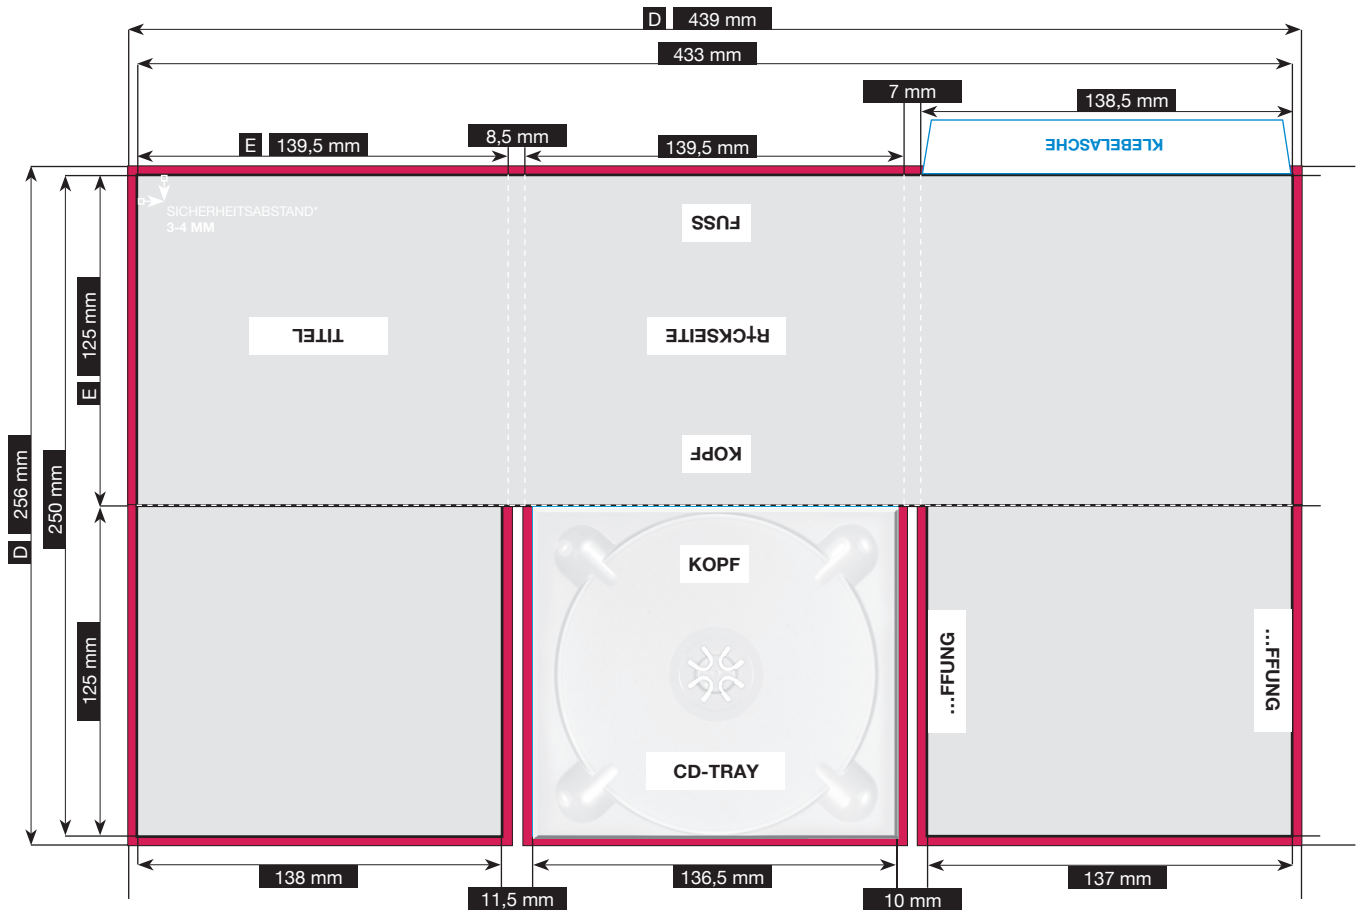 D 439 mm
433 mm
7 mm
138,5 mm
8,5 mm
E 139,5 mm
139,5 mm
KLEBELASCHE
SICHERHEITSABSTAND*
3-4 MM
FUSS
TITEL
R†CKSEITE
KOPF
125 mm
E
256 mm
D
250 mm
125 mm
KOPF
CD-TRAY
...FFUNG
...FFUNG
138 mm
136,5 mm
137 mm
11,5 mm
10 mm